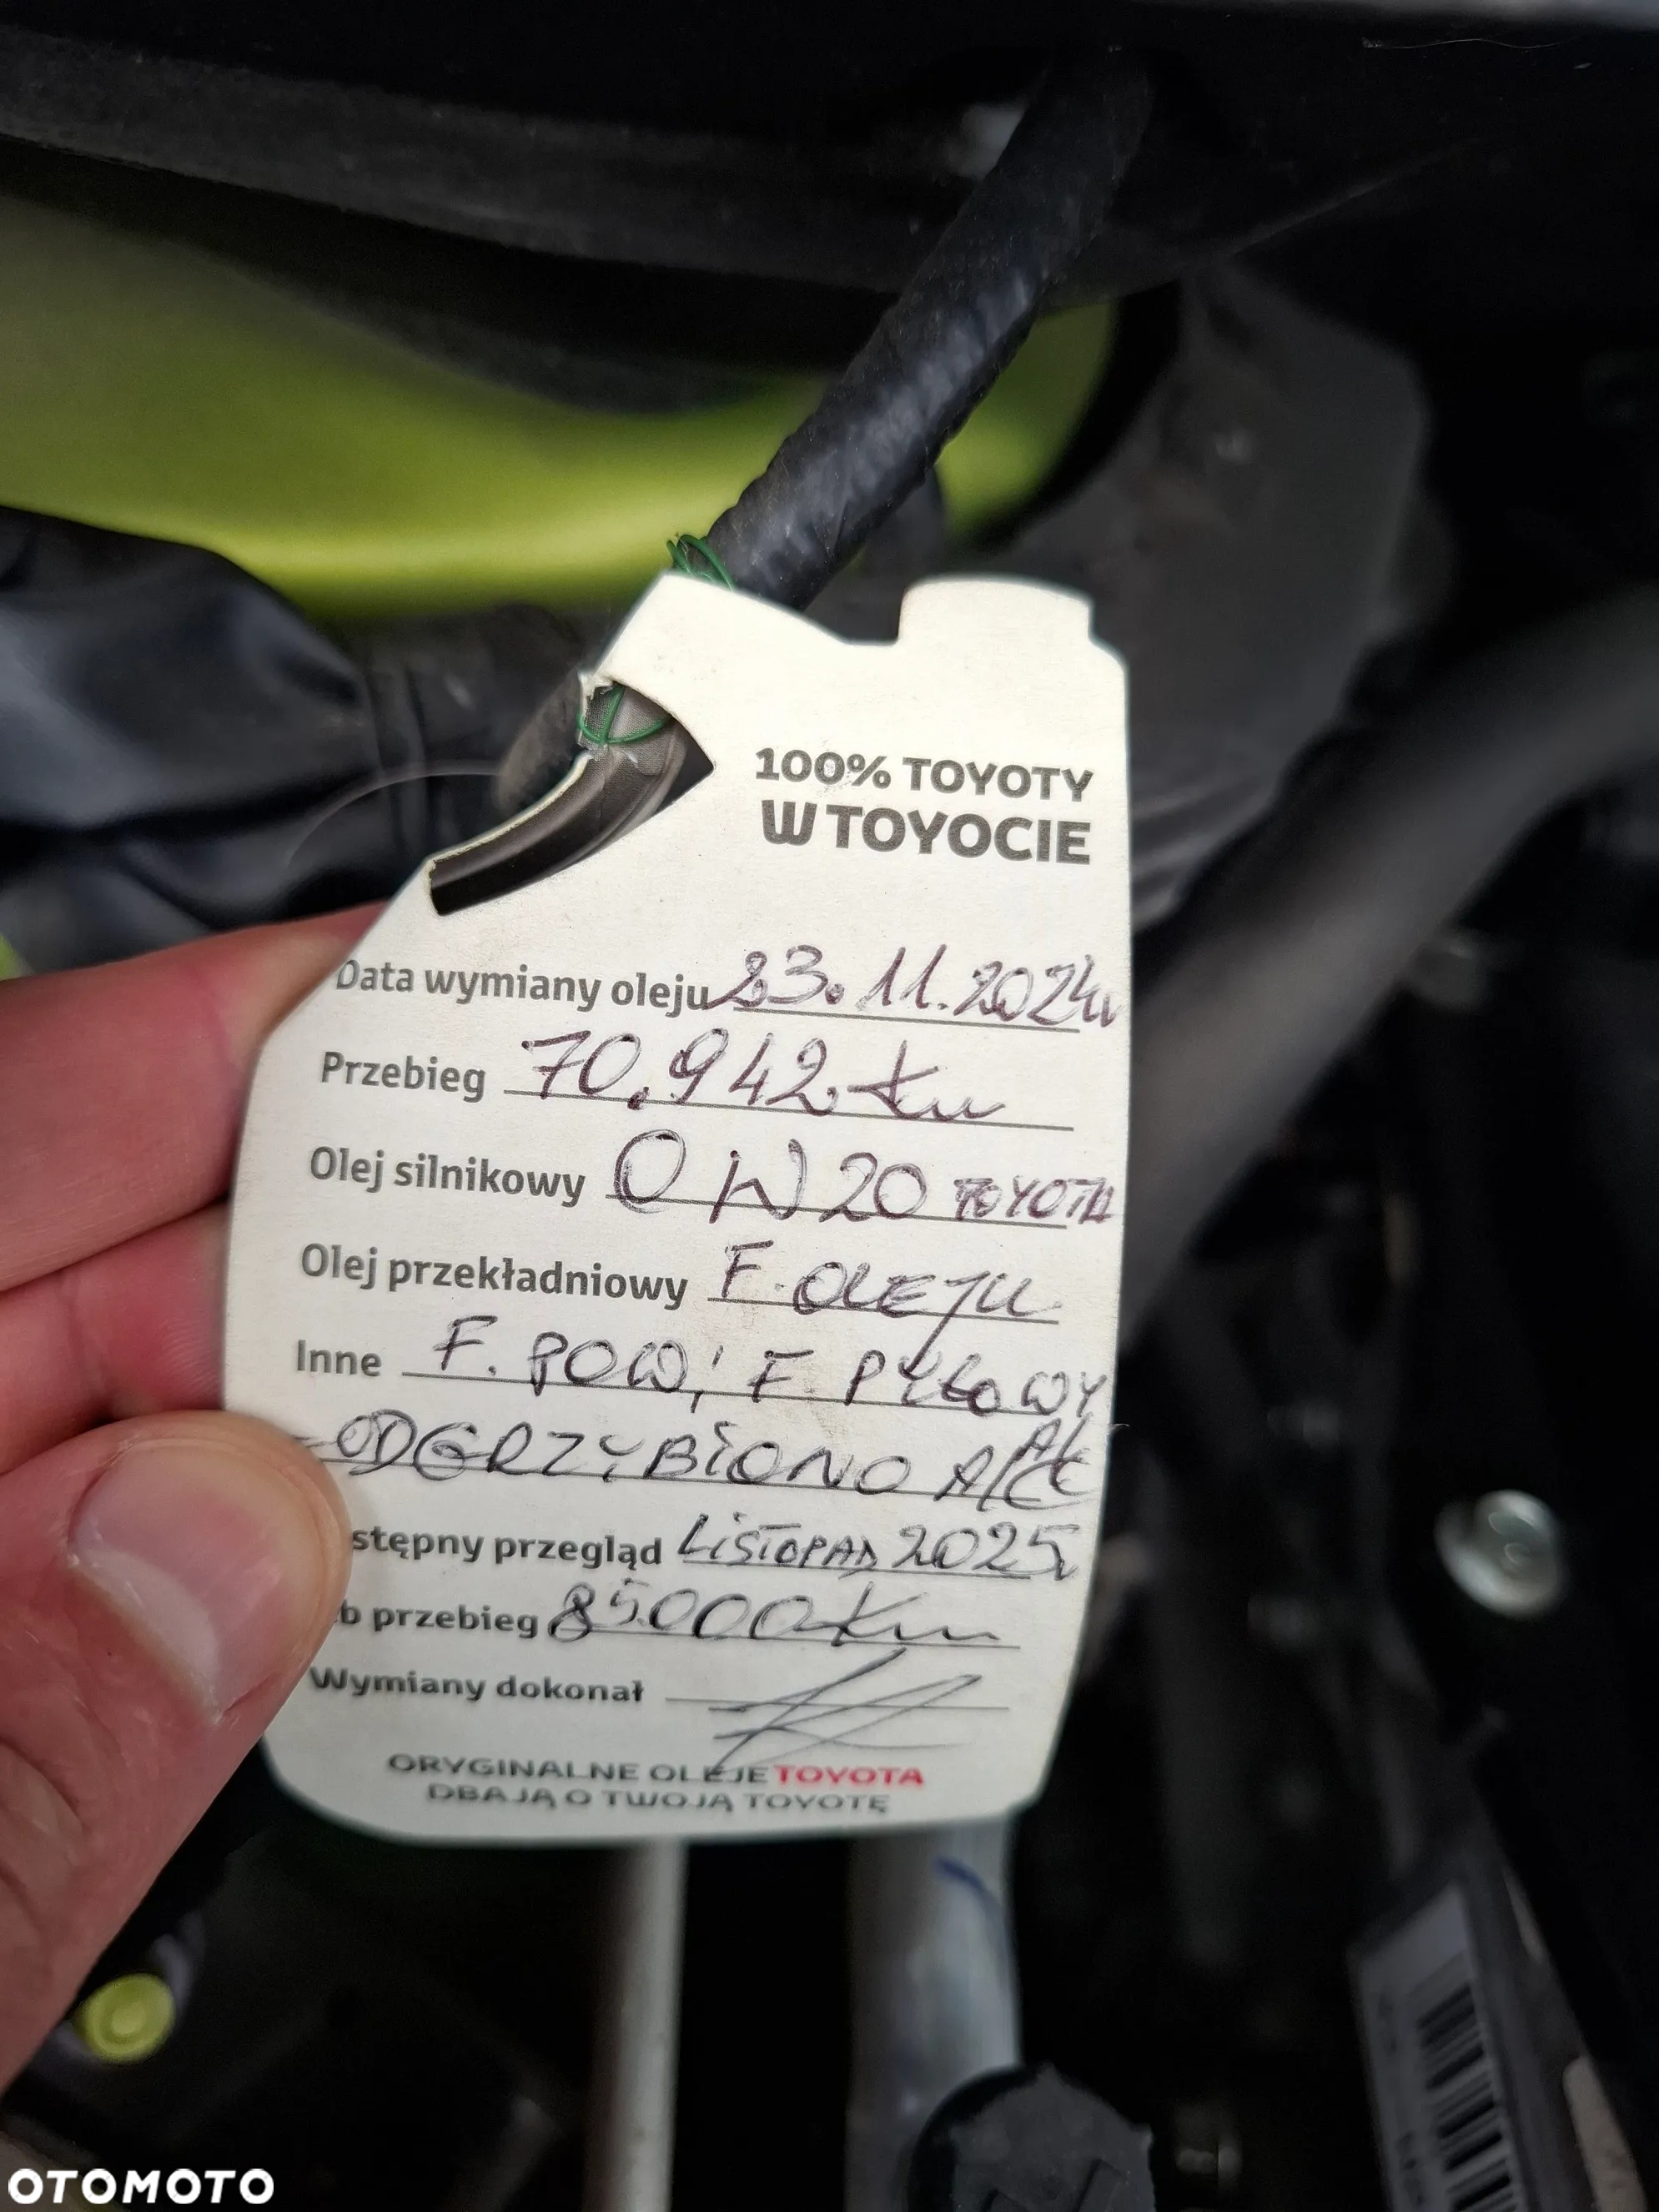 100% TOYOTY
W TOYOCIE
Data wymiany oleju 23.11.2024r
Przebieg 70.942 km
Olej silnikowy 0W20 TOYOTA
Olej przekładniowy F. OLEJU
Inne F. POW, F. PYŁOWY
- ODGRZYBIONO A/C A/C
stępny przegląd LISTOPAD 2025r
b przebieg 85.000 km
Wymiany dokonał
ORYGINALNE OLEJE TOYOTA
DBAJĄ O TWOJĄ TOYOTĘ
OTOMOTO